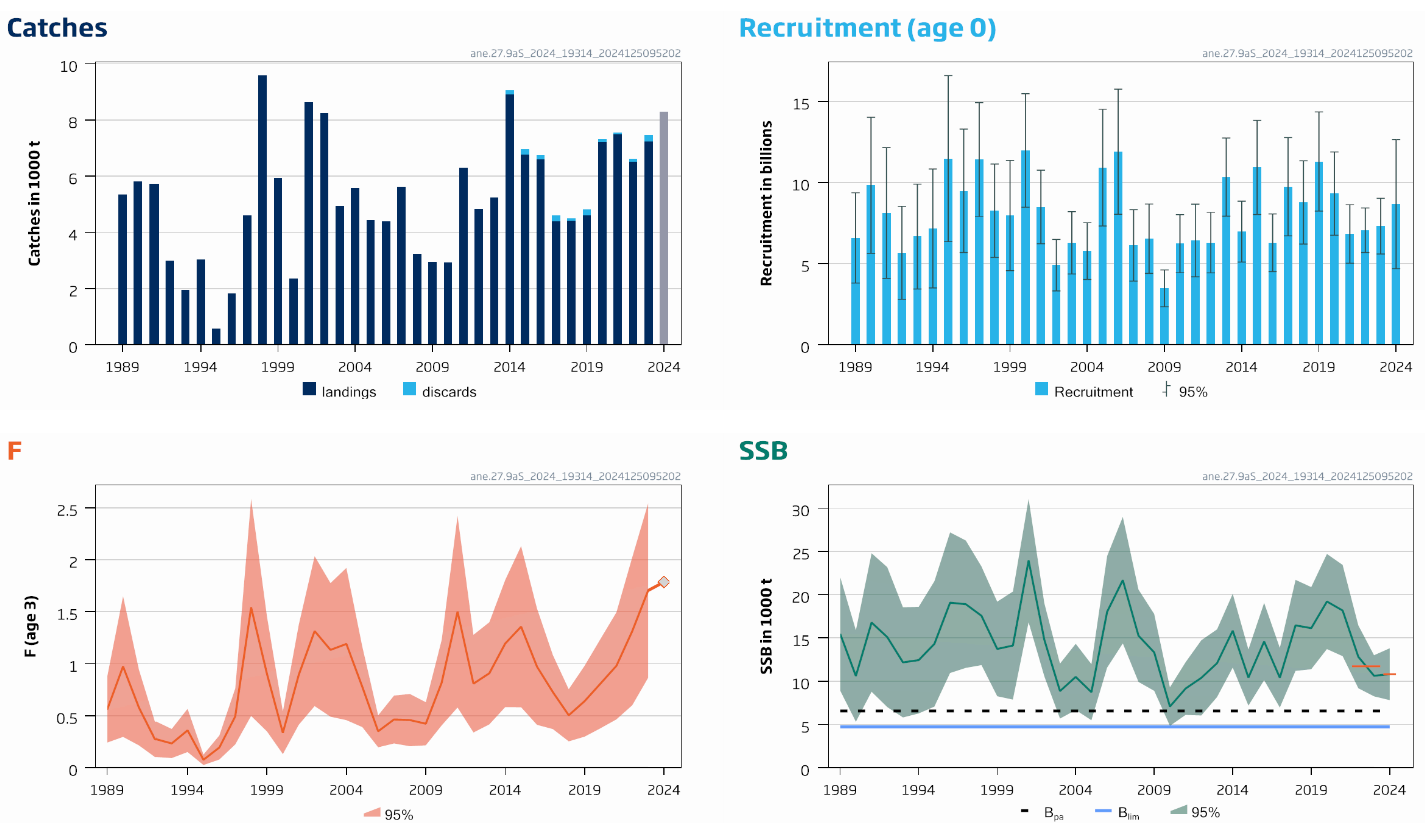 Catches
ane.27.9aS_2024_19314_2024125095202
Catches in 1000 t
10
8
6
4
2
0
1989 1994 1999 2004 2009 2014 2019 2024
landings discards
Recruitment (age 0)
ane.27.9aS_2024_19314_2024125095202
Recruitment in billions
15
10
5
0
1989 1994 1999 2004 2009 2014 2019 2024
Recruitment 95%
F
ane.27.9aS_2024_19314_2024125095202
F (age 3)
2.5
2
1.5
1
0.5
0
1989 1994 1999 2004 2009 2014 2019 2024
95%
SSB
ane.27.9aS_2024_19314_2024125095202
SSB in 1000 t
30
25
20
15
10
5
0
1989 1994 1999 2004 2009 2014 2019 2024
Bpa Blim 95%